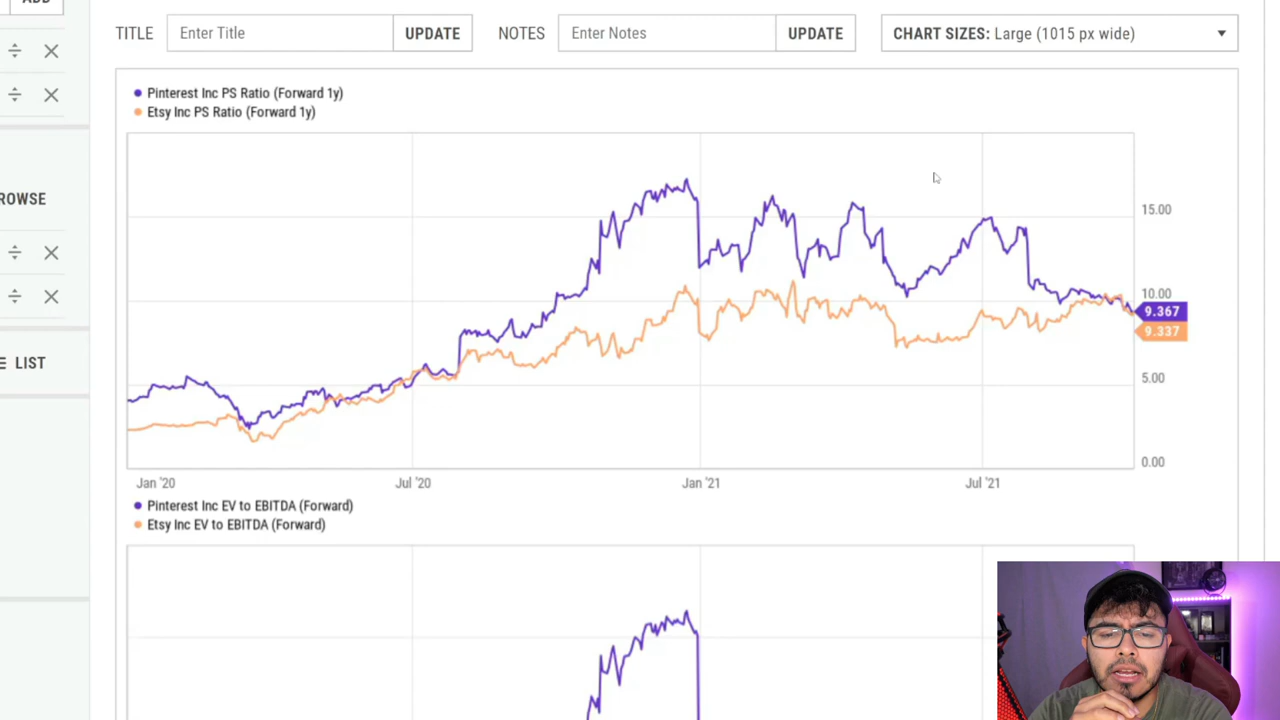 ADD
TITLE Enter Title UPDATE NOTES Enter Notes UPDATE CHART SIZES: Large (1015 px wide)
Pinterest Inc PS Ratio (Forward 1y)
Etsy Inc PS Ratio (Forward 1y)
ROWSE
15.00
10.00
9.367
9.337
LIST
5.00
0.00
Jan '20 Jul '20 Jan '21 Jul '21
Pinterest Inc EV to EBITDA (Forward)
Etsy Inc EV to EBITDA (Forward)